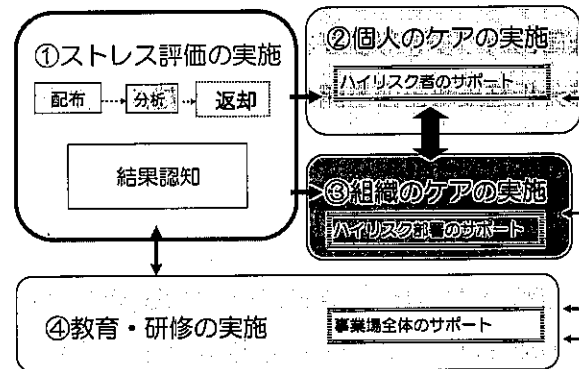 ①ストレス評価の実施
配布
分析
返却
結果認知
②個人のケアの実施
ハイリスク者のサポート
③組織のケアの実施
ハイリスク部署のサポート
④教育・研修の実施
事業場全体のサポート